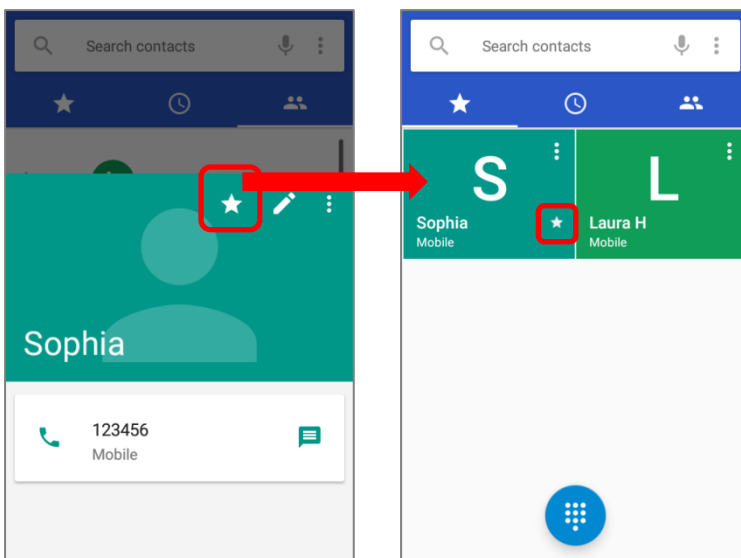 Search contacts
Sophia
123456
Mobile
Search contacts
S
Sophia
Mobile
L
Laura H
Mobile